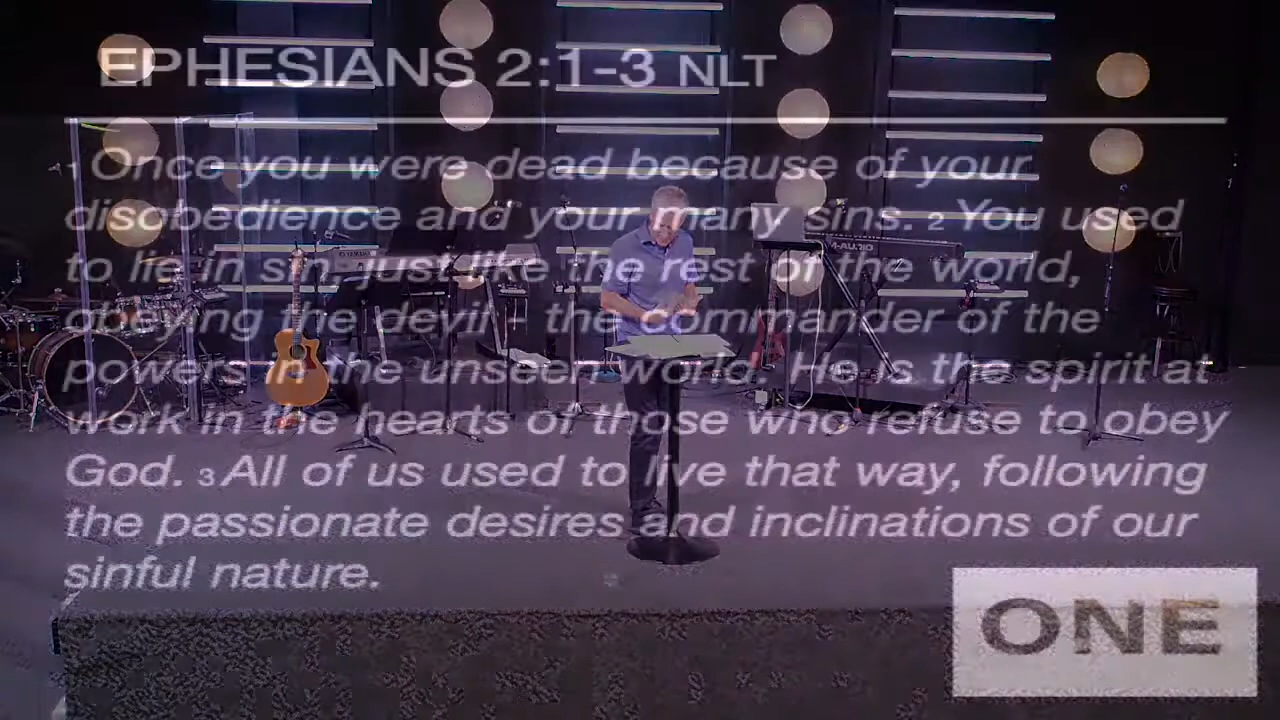 EPHESIANS 2:1-3 NLT
1 Once you were dead because of your
disobedience and your many sins. 2 You used
to live in sin, just like the rest of the world,
obeying the devil—the commander of the
powers in the unseen world. He is the spirit at
work in the hearts of those who refuse to obey
God. 3 All of us used to live that way, following
the passionate desires and inclinations of our
sinful nature.
M-AUDIO
YAMAHA
ONE